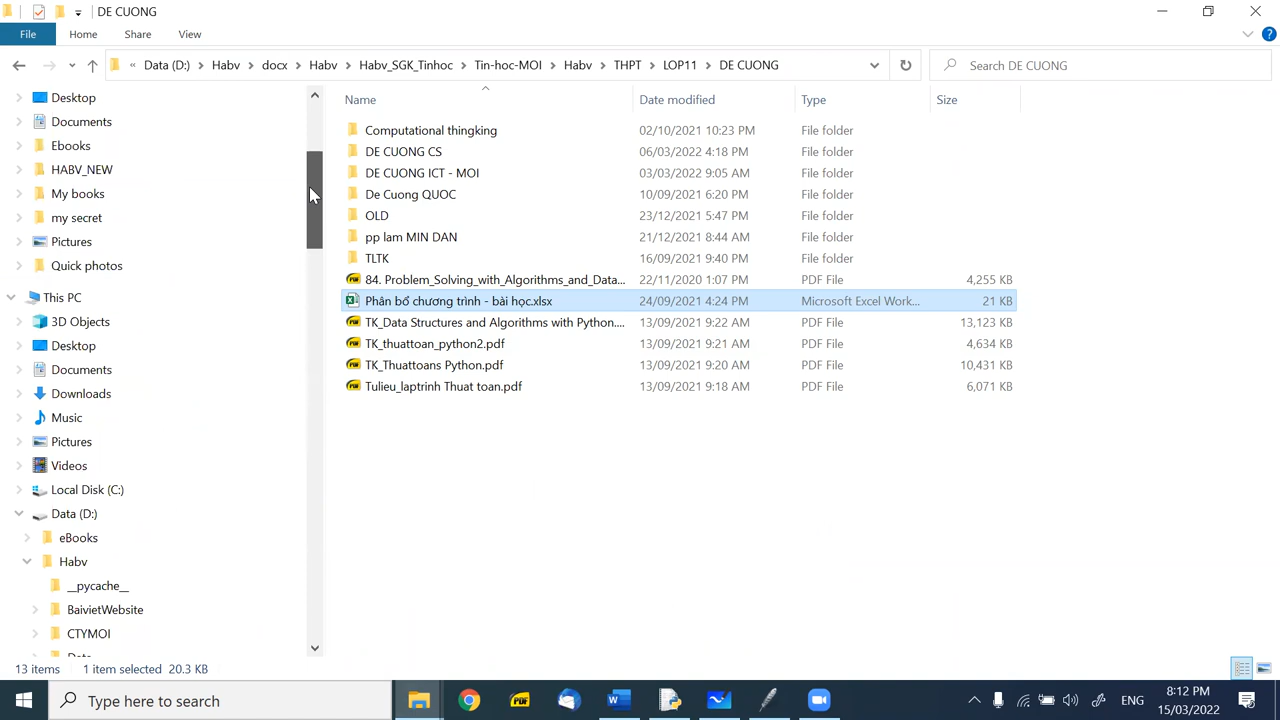 DE CUONG
File Home Share View
« Data (D:) > Habv > docx > Habv > Habv_SGK_Tinhoc > Tin-hoc-MOI > Habv > THPT > LOP11 > DE CUONG
Search DE CUONG
Desktop
Documents
Ebooks
HABV_NEW
My books
my secret
Pictures
Quick photos
This PC
3D Objects
Desktop
Documents
Downloads
Music
Pictures
Videos
Local Disk (C:)
Data (D:)
eBooks
Habv
__pycache__
BaivietWebsite
CTYMOI
Name Date modified Type Size
Computational thingking 02/10/2021 10:23 PM File folder
DE CUONG CS 06/03/2022 4:18 PM File folder
DE CUONG ICT - MOI 03/03/2022 9:05 AM File folder
De Cuong QUOC 10/09/2021 6:20 PM File folder
OLD 23/12/2021 5:47 PM File folder
pp lam MIN DAN 21/12/2021 8:44 AM File folder
TLTK 16/09/2021 9:40 PM File folder
84. Problem_Solving_with_Algorithms_and_Data... 22/11/2020 1:07 PM PDF File 4,255 KB
Phân bổ chương trình - bài học.xlsx 24/09/2021 4:24 PM Microsoft Excel Work... 21 KB
TK_Data Structures and Algorithms with Python.... 13/09/2021 9:22 AM PDF File 13,123 KB
TK_thuattoan_python2.pdf 13/09/2021 9:21 AM PDF File 4,634 KB
TK_Thuattoans Python.pdf 13/09/2021 9:20 AM PDF File 10,431 KB
Tulieu_laptrinh Thuat toan.pdf 13/09/2021 9:18 AM PDF File 6,071 KB
13 items 1 item selected 20.3 KB
Type here to search
ENG
8:12 PM
15/03/2022